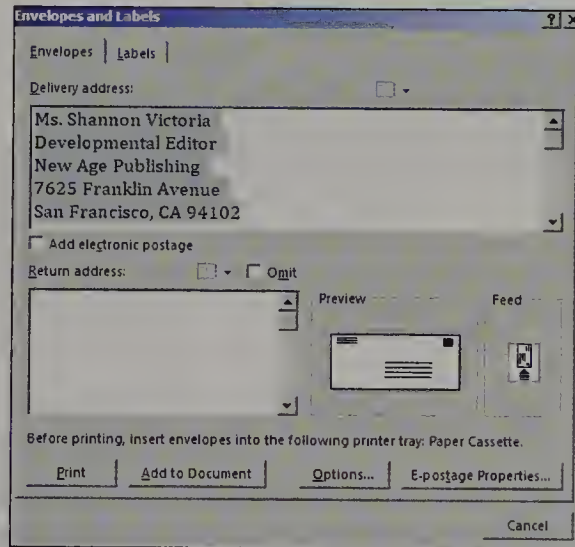 Envelopes and Labels
Envelopes
Labels
Delivery address:
Ms. Shannon Victoria
Developmental Editor
New Age Publishing
7625 Franklin Avenue
San Francisco, CA 94102
Add electronic postage
Return address:
Omit
Preview
Feed
Before printing, insert envelopes into the following printer tray: Paper Cassette.
Print
Add to Document
Options...
E-postage Properties...
Cancel